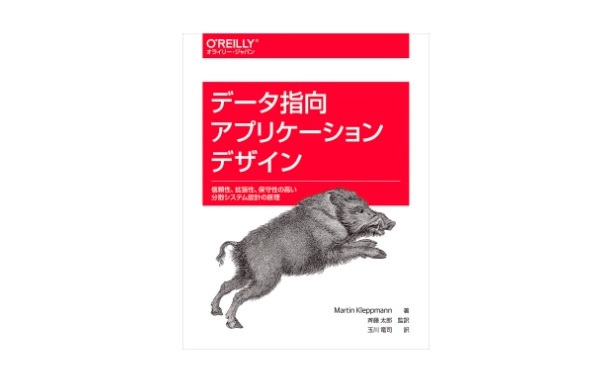 O'REILLY®
オライリー・ジャパン
データ指向
アプリケーション
デザイン
信頼性、拡張性、保守性の高い
分散システム設計の原理
Martin Kleppmann 著
斉藤 太郎 監訳
玉川 竜司 訳